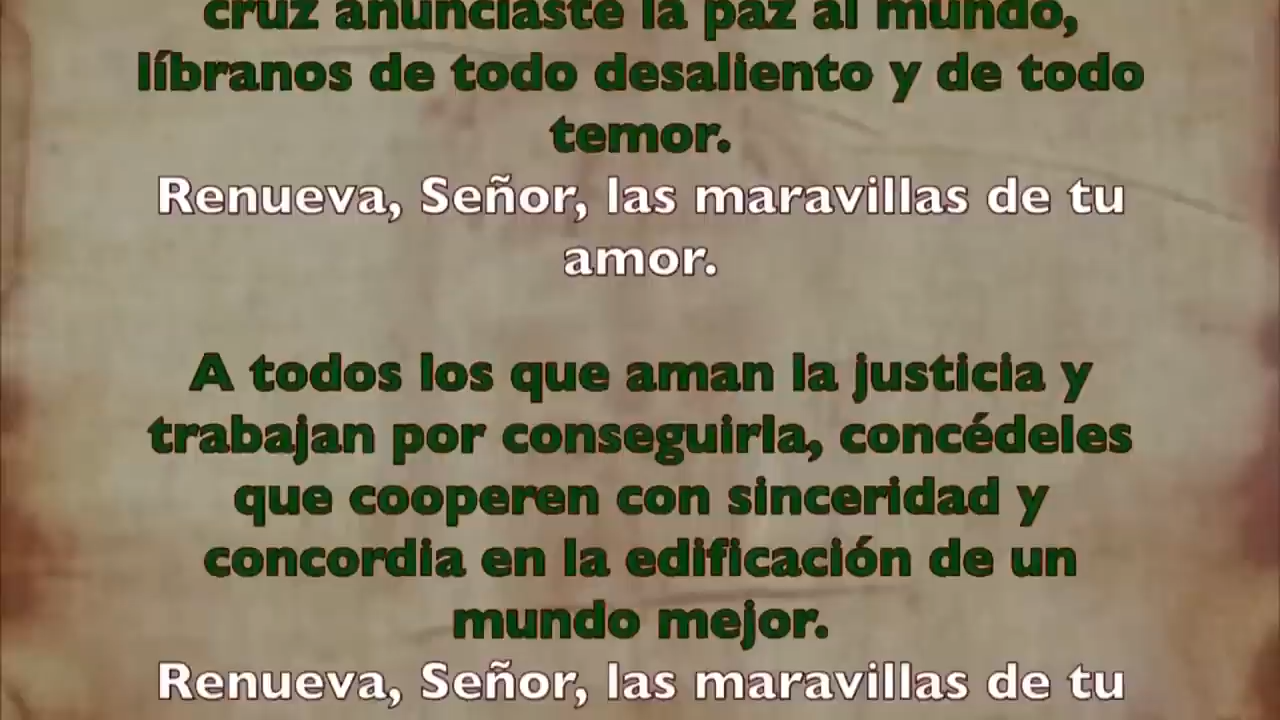 cruz anunciaste la paz al mundo,
líbranos de todo desaliento y de todo
temor.
Renueva, Señor, las maravillas de tu
amor.
A todos los que aman la justicia y
trabajan por conseguirla, concédeles
que cooperen con sinceridad y
concordia en la edificación de un
mundo mejor.
Renueva, Señor, las maravillas de tu